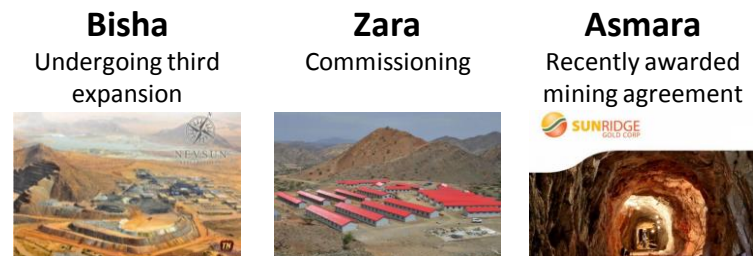 Bisha
Undergoing third
expansion
NEVSUN
Zara
Commissioning
Asmara
Recently awarded
mining agreement
SUNRIDGE
GOLD CORP